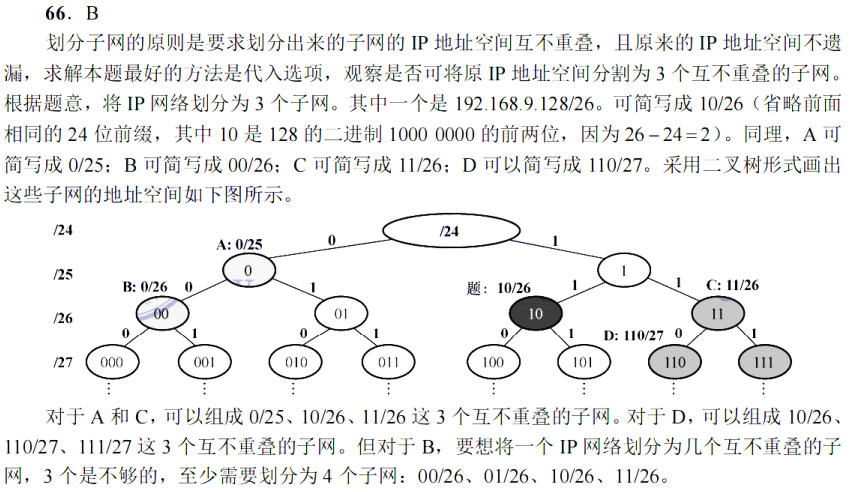 66．B
划分子网的原则是要求划分出来的子网的 IP 地址空间互不重叠，且原来的 IP 地址空间不遗
漏，求解本题最好的方法是代入选项，观察是否可将原 IP 地址空间分割为 3 个互不重叠的子网。
根据题意，将 IP 网络划分为 3 个子网。其中一个是 192.168.9.128/26。可简写成 10/26（省略前面
相同的 24 位前缀，其中 10 是 128 的二进制 1000 0000 的前两位，因为 26－24＝2）。同理，A 可
简写成 0/25；B 可简写成 00/26；C 可简写成 11/26；D 可以简写成 110/27。采用二叉树形式画出
这些子网的地址空间如下图所示。
/24 /24
A: 0/25 0 1
/25 0 1
B: 0/26 0 1 题：10/26 1 1 C: 11/26
/26 00 01 10 11
0 1 0 1 0 1 D: 110/27 0 1
/27 000 001 010 011 100 101 110 111
对于 A 和 C，可以组成 0/25、10/26、11/26 这 3 个互不重叠的子网。对于 D，可以组成 10/26、
110/27、111/27 这 3 个互不重叠的子网。但对于 B，要想将一个 IP 网络划分为几个互不重叠的子
网，3 个是不够的，至少需要划分为 4 个子网：00/26、01/26、10/26、11/26。